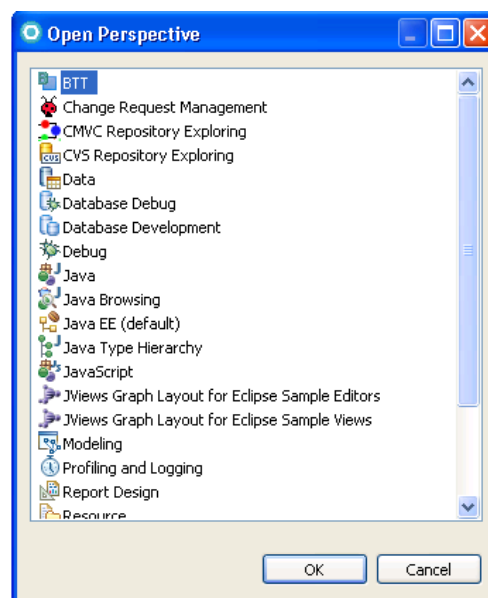 Open Perspective
BTT
Change Request Management
CMVC Repository Exploring
CVS Repository Exploring
Data
Database Debug
Database Development
Debug
Java
Java Browsing
Java EE (default)
Java Type Hierarchy
JavaScript
JViews Graph Layout for Eclipse Sample Editors
JViews Graph Layout for Eclipse Sample Views
Modeling
Profiling and Logging
Report Design
Resource
OK Cancel